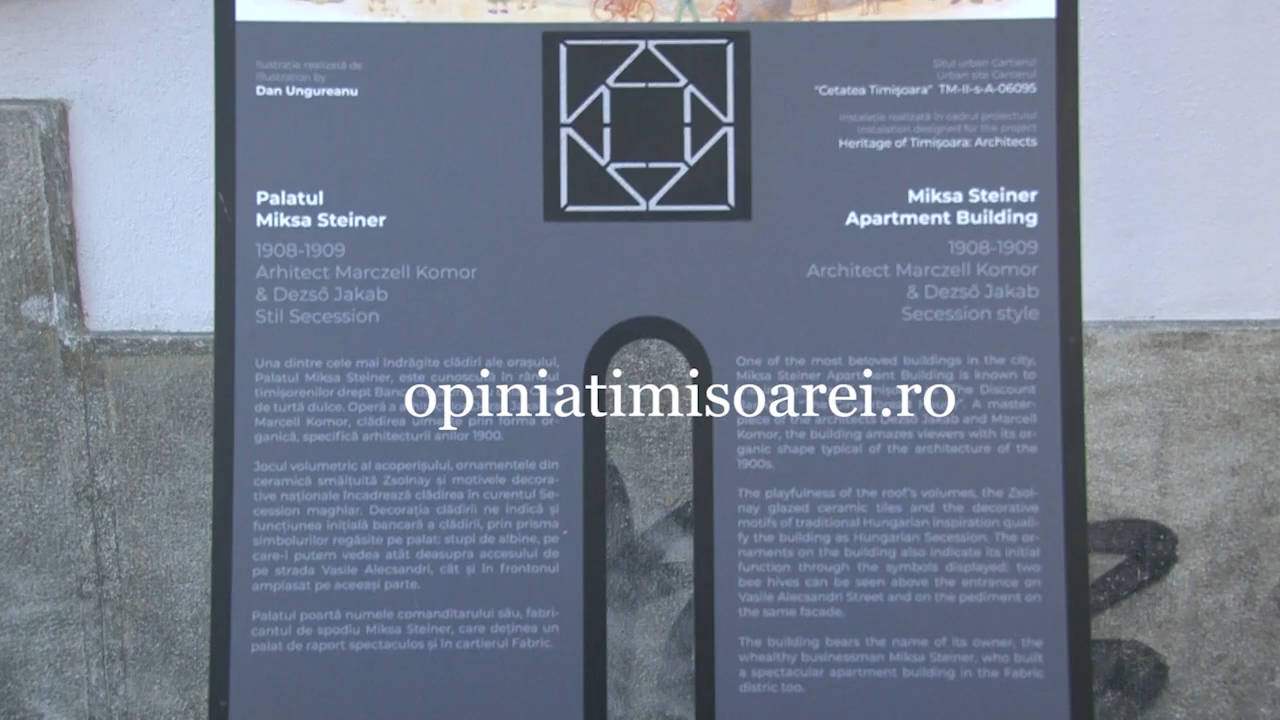 Ilustrație realizată de
Illustration by
Dan Ungureanu
Situl urban Cartierul
Urban site Cartierul
"Cetatea Timișoara" TM-II-s-A-06095
Instalație realizată în cadrul proiectului
Instalation designed for the project
Heritage of Timișoara: Architects
Palatul
Miksa Steiner
1908-1909
Arhitect Marczell Komor
& Dezső Jakab
Stil Secession
Miksa Steiner
Apartment Building
1908-1909
Architect Marczell Komor
& Dezső Jakab
Secession style
Una dintre cele mai îndrăgite clădiri ale orașului,
Palatul Miksa Steiner, este cunoscută în rândul
timișorenilor drept
de turtă dulce. Operă a
Marcell Komor, clădirea prin forma or-
ganică, specifică arhitecturii anilor 1900.
Jocul volumetric al acoperișului, ornamentele din
ceramică smălțuită Zsolnay și motivele decora-
tive naționale încadrează clădirea în curentul Se-
cession maghiar. Decorația clădirii ne indică și
funcțiunea inițială bancară a clădirii, prin prisma
simbolurilor regăsite pe palat: stupi de albine, pe
care-i putem vedea atât deasupra accesului de
pe strada Vasile Alecsandri, cât și în frontonul
amplasat pe aceeași parte.
Palatul poartă numele comanditarului său, fabri-
cantul de spodiu Miksa Steiner, care deținea un
palat de raport spectaculos și în cartierul Fabric.
One of the most beloved buildings in the city,
Miksa Steiner Apartment Building is known to
The Discount
A master-
piece of the architects Dezső Jakab and Marcell
Komor, the building amazes viewers with its or-
ganic shape typical of the architecture of the
1900s.
The playfulness of the roof's volumes, the Zsol-
nay glazed ceramic tiles and the decorative
motifs of traditional Hungarian inspiration quali-
fy the building as Hungarian Secession. The or-
naments on the building also indicate its initial
function through the symbols displayed: two
bee hives can be seen above the entrance on
Vasile Alecsandri Street and on the pediment on
the same facade.
The building bears the name of its owner, the
whealthy businessman Miksa Steiner, who built
a spectacular apartment building in the Fabric
distric too.
opiniatimisoarei.ro